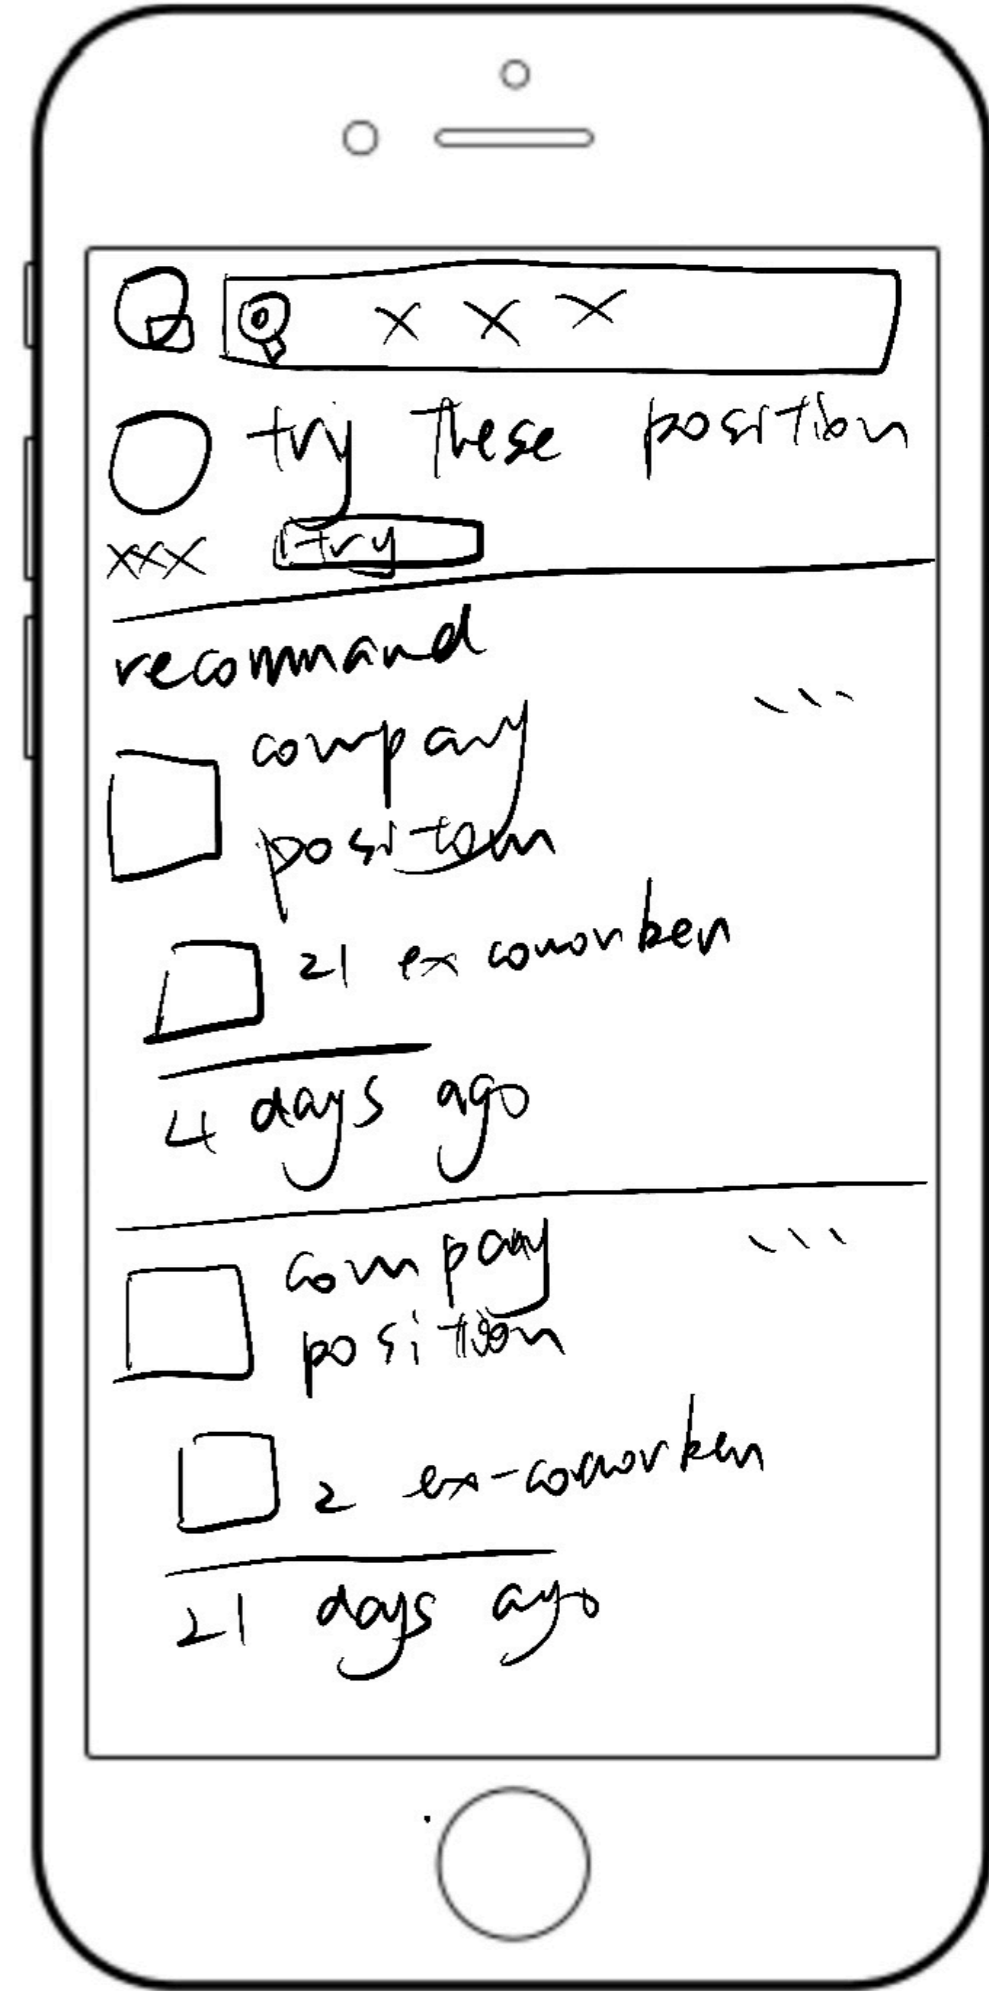 x x x
try these position
xxx try
recommand
company
position
21 ex coworker
4 days ago
company
position
2 ex-coworker
21 days ago